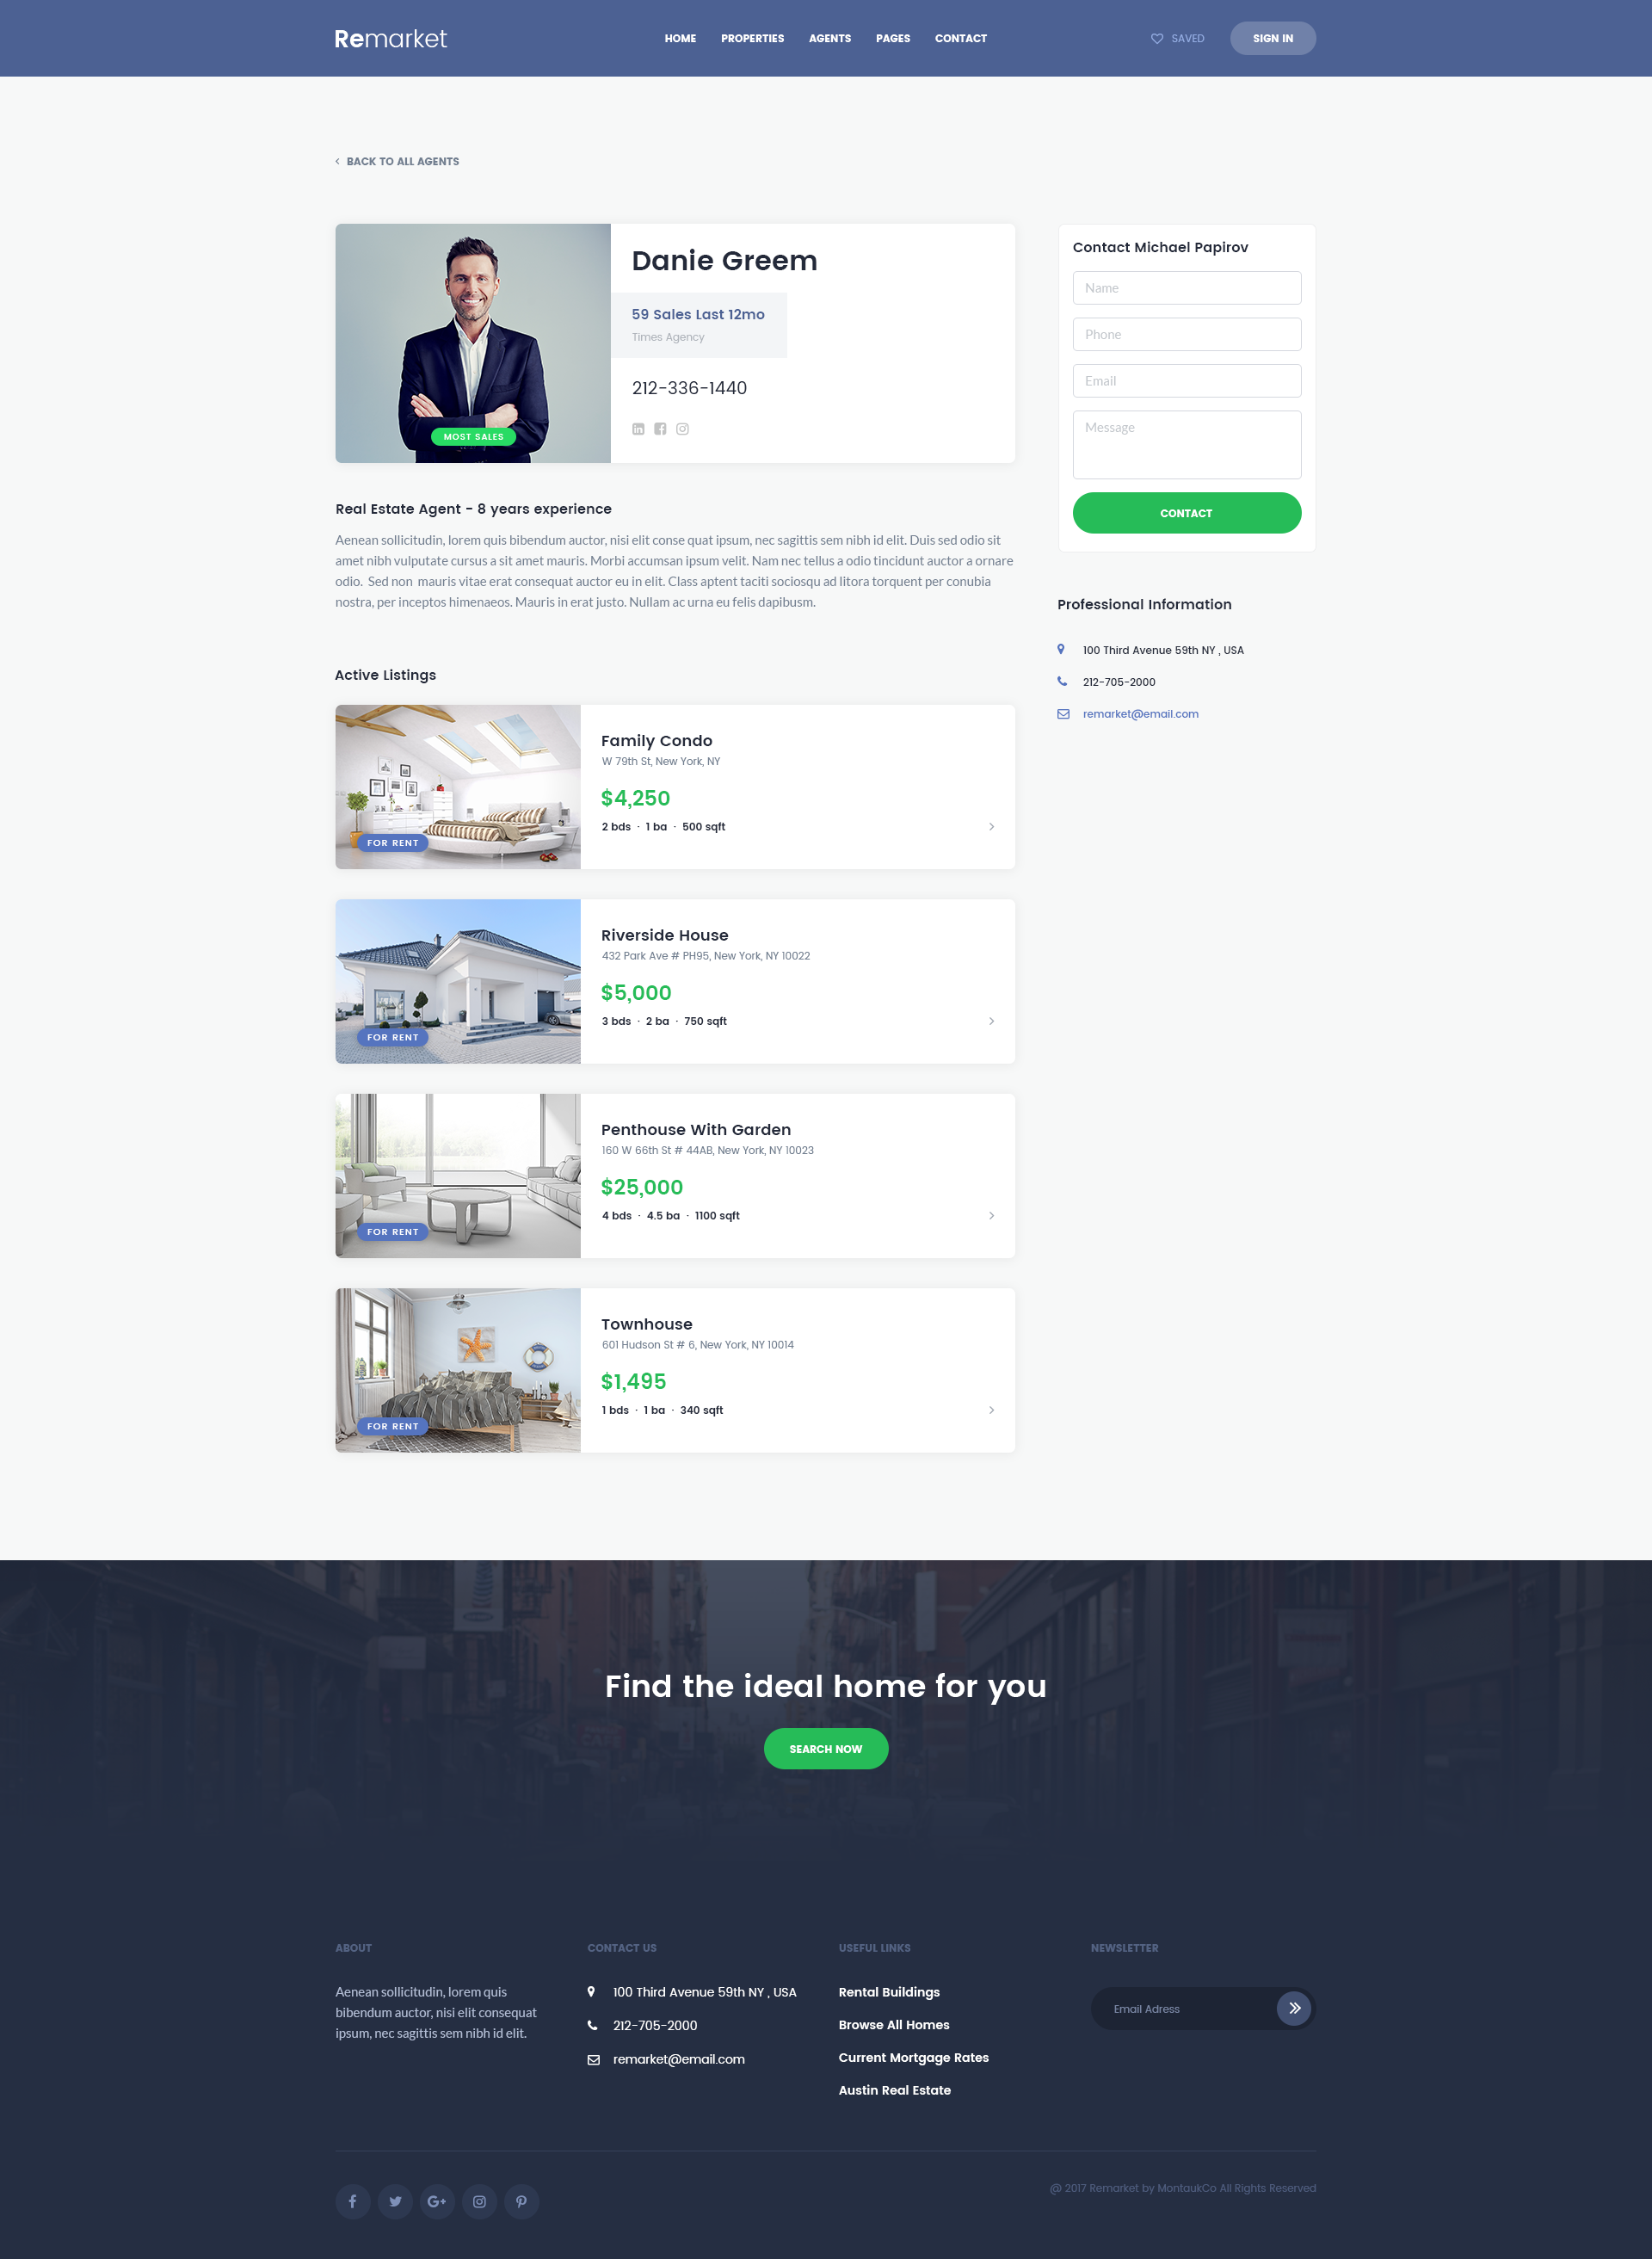 Remarket
HOME PROPERTIES AGENTS PAGES CONTACT
SAVED
SIGN IN
BACK TO ALL AGENTS
Danie Greem
59 Sales Last 12mo
Times Agency
212-336-1440
MOST SALES
Real Estate Agent - 8 years experience
Aenean sollicitudin, lorem quis bibendum auctor, nisi elit conse quat ipsum, nec sagittis sem nibh id elit. Duis sed odio sit
amet nibh vulputate cursus a sit amet mauris. Morbi accumsan ipsum velit. Nam nec tellus a odio tincidunt auctor a ornare
odio.  Sed non  mauris vitae erat consequat auctor eu in elit. Class aptent taciti sociosqu ad litora torquent per conubia
nostra, per inceptos himenaeos. Mauris in erat justo. Nullam ac urna eu felis dapibusm.
Active Listings
Family Condo
W 79th St, New York, NY
$4,250
2 bds · 1 ba · 500 sqft
FOR RENT
Riverside House
432 Park Ave # PH95, New York, NY 10022
$5,000
3 bds · 2 ba · 750 sqft
FOR RENT
Penthouse With Garden
160 W 66th St # 44AB, New York, NY 10023
$25,000
4 bds · 4.5 ba · 1100 sqft
FOR RENT
Townhouse
601 Hudson St # 6, New York, NY 10014
$1,495
1 bds · 1 ba · 340 sqft
FOR RENT
Contact Michael Papirov
Name
Phone
Email
Message
CONTACT
Professional Information
100 Third Avenue 59th NY , USA
212-705-2000
remarket@email.com
Find the ideal home for you
SEARCH NOW
ABOUT
Aenean sollicitudin, lorem quis
bibendum auctor, nisi elit consequat
ipsum, nec sagittis sem nibh id elit.
CONTACT US
100 Third Avenue 59th NY , USA
212-705-2000
remarket@email.com
USEFUL LINKS
Rental Buildings
Browse All Homes
Current Mortgage Rates
Austin Real Estate
NEWSLETTER
Email Adress
@ 2017 Remarket by MontaukCo All Rights Reserved